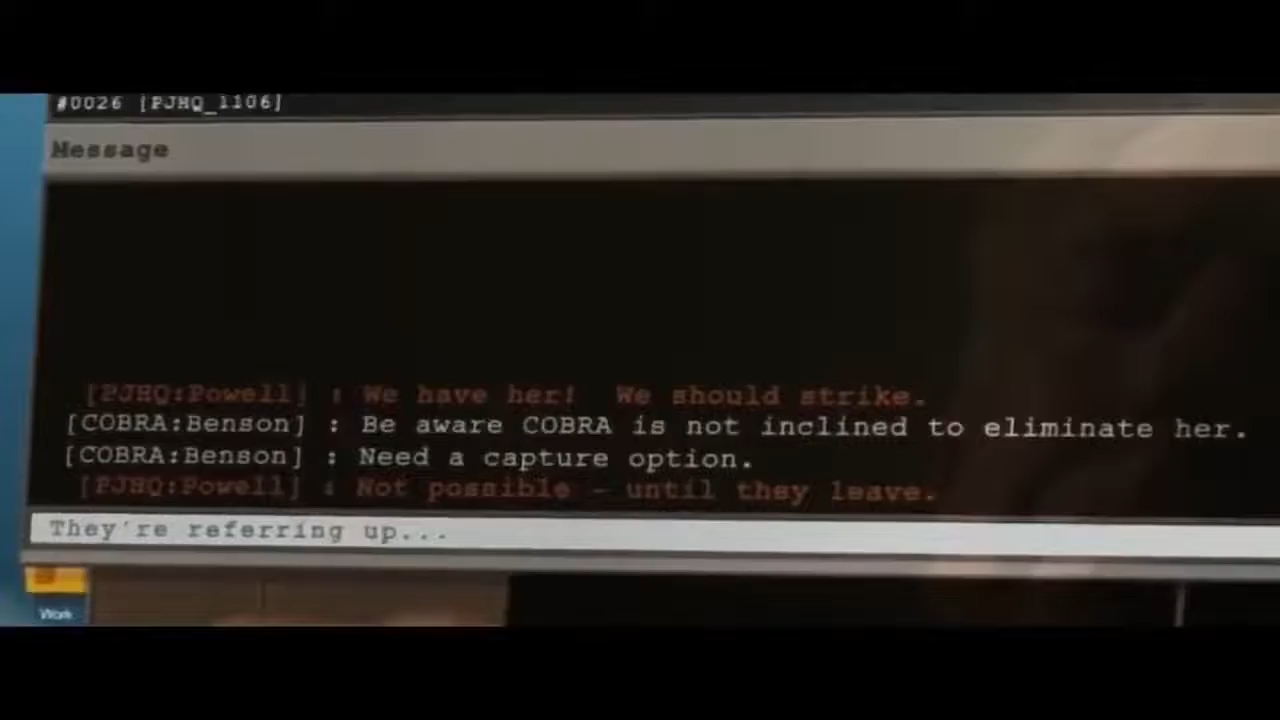 #0026 [PJHQ_1106]
Message
[PJHQ:Powell] : We have her! We should strike.
[COBRA:Benson] : Be aware COBRA is not inclined to eliminate her.
[COBRA:Benson] : Need a capture option.
[PJHQ:Powell] : Not possible - until they leave.
They're referring up...
Work